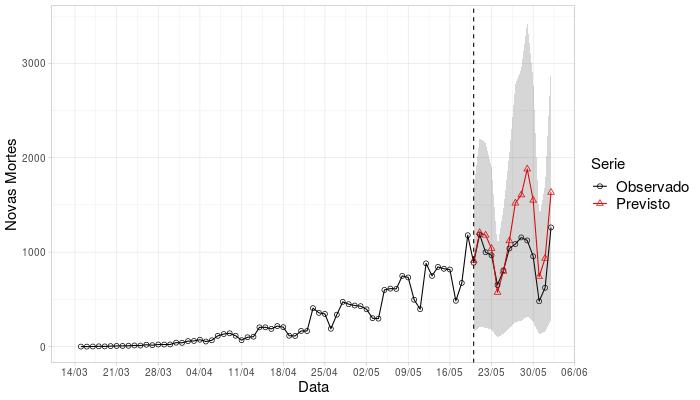 3000
2000
1000
0
Novas Mortes
14/03 21/03 28/03 04/04 11/04 18/04 25/04 02/05 09/05 16/05 23/05 30/05 06/06
Data
Serie
Observado
Previsto